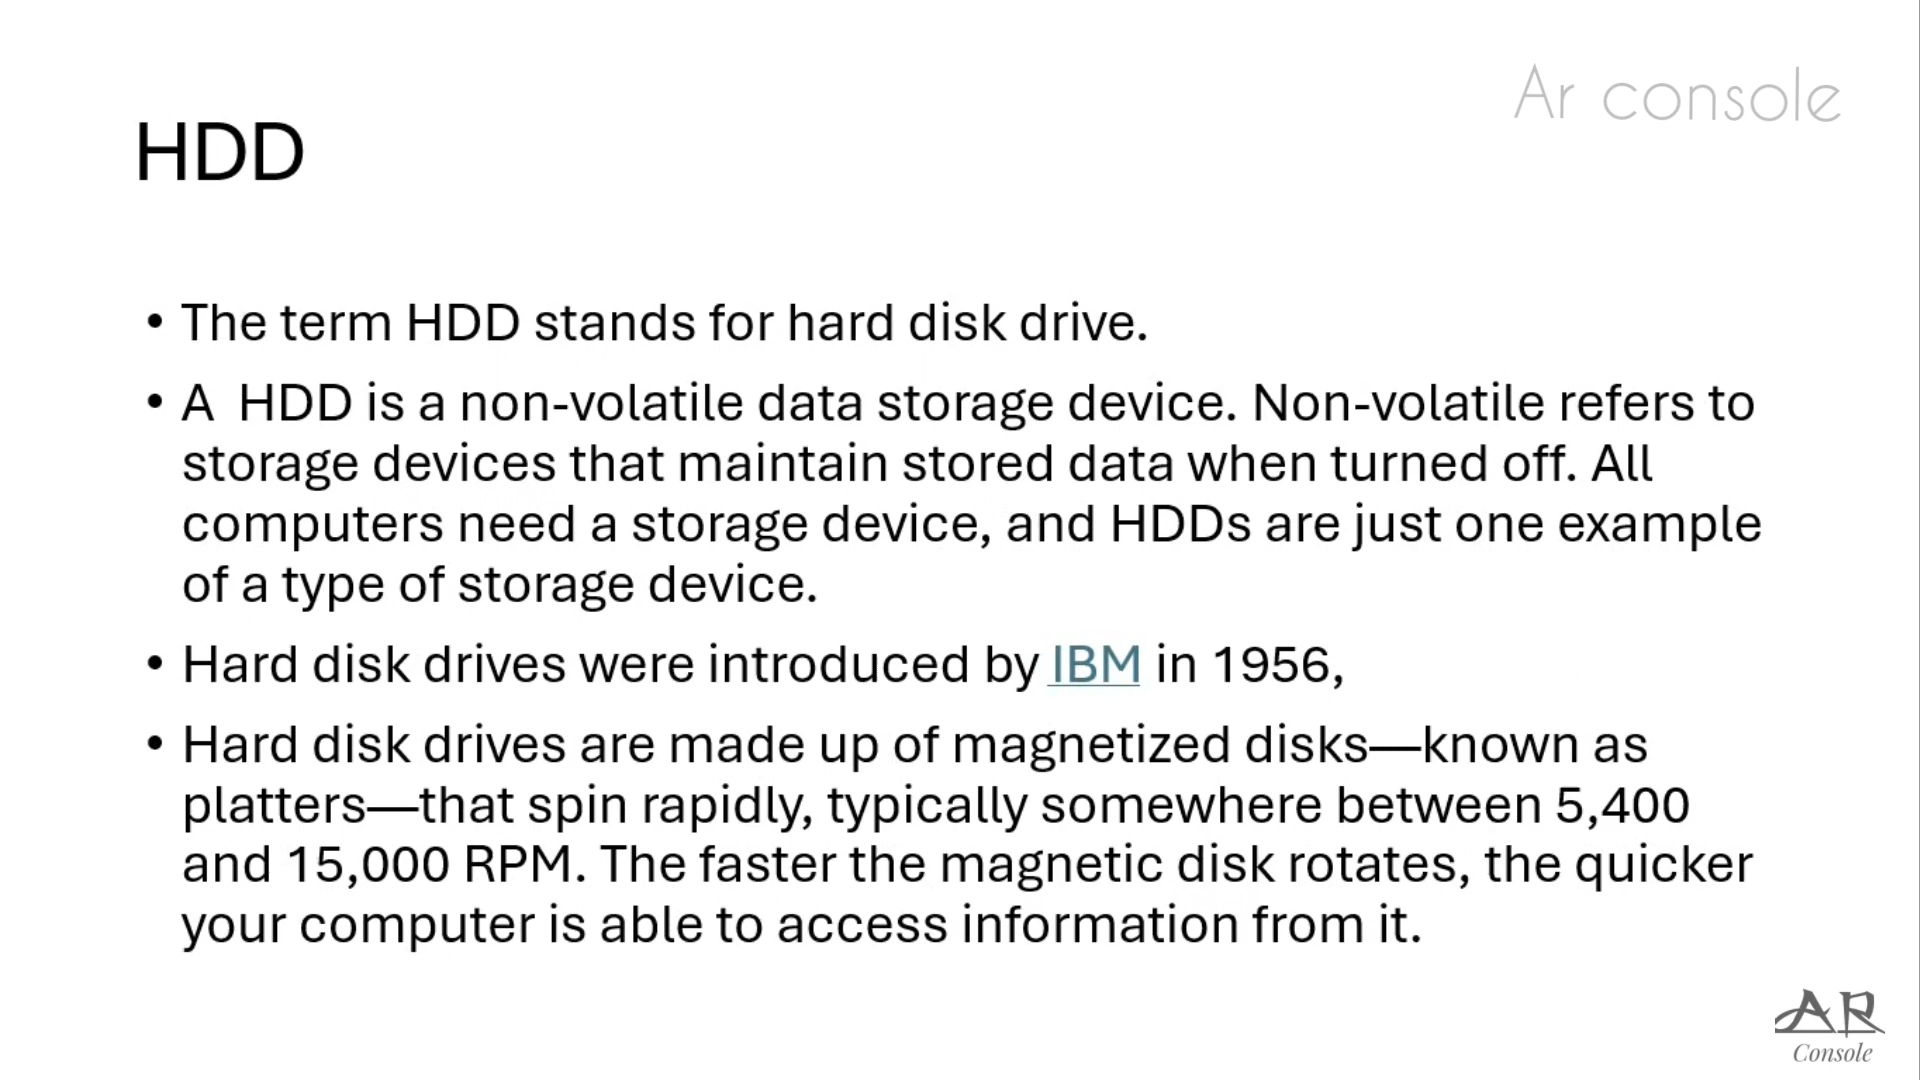 Ar console
HDD
• The term HDD stands for hard disk drive.
• A  HDD is a non-volatile data storage device. Non-volatile refers to
storage devices that maintain stored data when turned off. All
computers need a storage device, and HDDs are just one example
of a type of storage device.
• Hard disk drives were introduced by IBM in 1956,
• Hard disk drives are made up of magnetized disks—known as
platters—that spin rapidly, typically somewhere between 5,400
and 15,000 RPM. The faster the magnetic disk rotates, the quicker
your computer is able to access information from it.
AR
Console